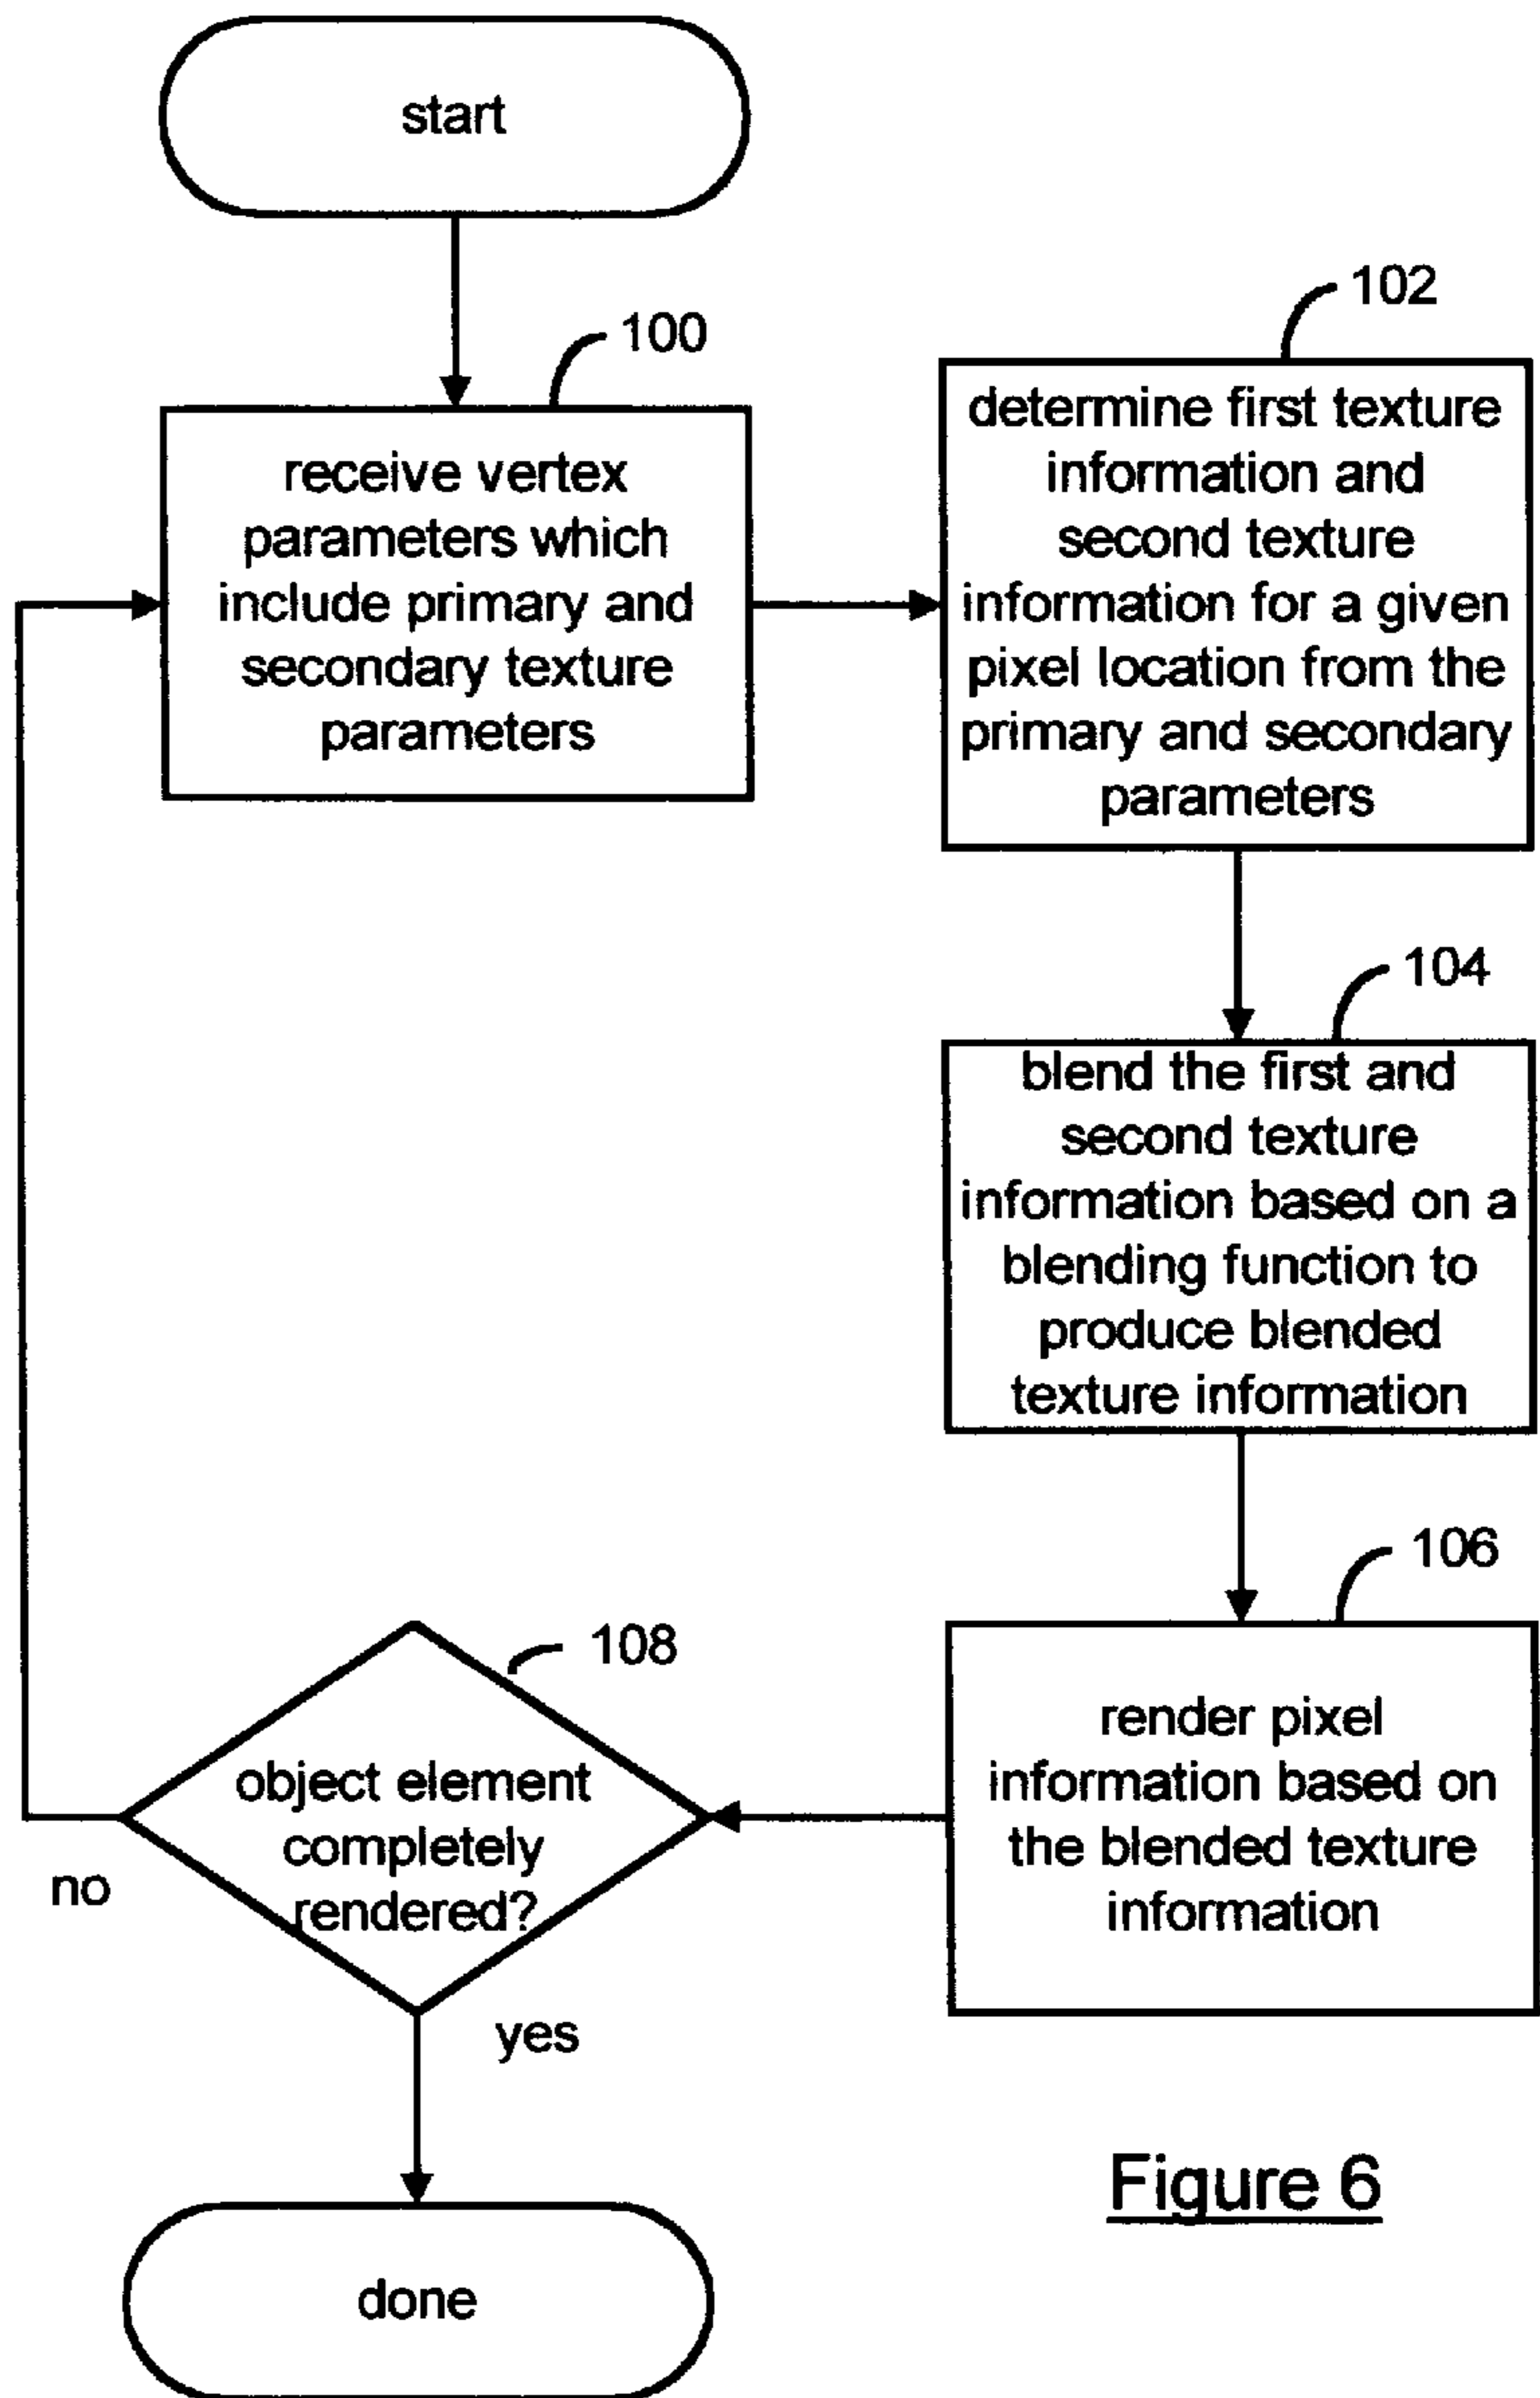 start
100
receive vertex
parameters which
include primary and
secondary texture
parameters
102
determine first texture
information and
second texture
information for a given
pixel location from the
primary and secondary
parameters
104
blend the first and
second texture
information based on a
blending function to
produce blended
texture information
106
render pixel
information based on
the blended texture
information
108
object element
completely
rendered?
no
yes
done
Figure 6